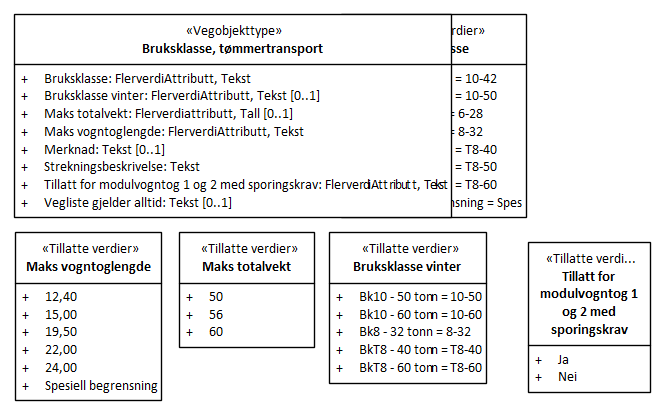 «Vegobjekttype»
Bruksklasse, tømmertransport
+ Bruksklasse: FlerverdiAttributt, Tekst
+ Bruksklasse vinter: FlerverdiAttributt, Tekst [0..1]
+ Maks totalvekt: Flerverdiattributt, Tall [0..1]
+ Maks vogntoglengde: FlerverdiAttributt, Tekst
+ Merknad: Tekst [0..1]
+ Strekningsbeskrivelse: Tekst
+ Tillatt for modulvogntog 1 og 2 med sporingskrav: FlerverdiAttributt, Tekst
+ Vegliste gjelder alltid: Tekst [0..1]
verdier»
= 10-42
= 10-50
= 6-28
= 8-32
= T8-40
= T8-50
= T8-60
= Spes
«Tillatte verdier»
Maks vogntoglengde
+ 12,40
+ 15,00
+ 19,50
+ 22,00
+ 24,00
+ Spesiell begrensning
«Tillatte verdier»
Maks totalvekt
+ 50
+ 56
+ 60
«Tillatte verdier»
Bruksklasse vinter
+ Bk10 - 50 tonn = 10-50
+ Bk10 - 60 tonn = 10-60
+ Bk8 - 32 tonn = 8-32
+ BkT8 - 40 tonn = T8-40
+ BkT8 - 60 tonn = T8-60
«Tillatte verdi...
Tillatt for
modulvogntog 1
og 2 med
sporingskrav
+ Ja
+ Nei